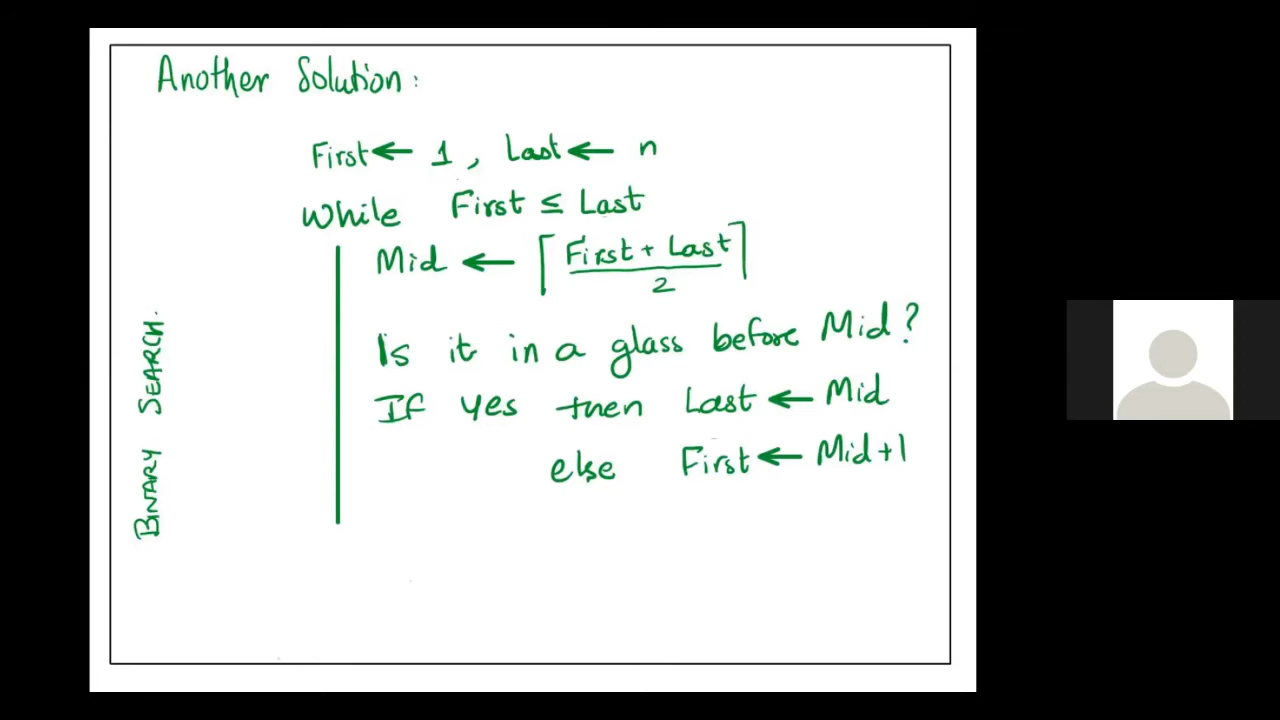 Another Solution:
First ← 1, Last ← n
While First ≤ Last
Mid ← ⌈(First + Last)/2⌉
Is it in a glass before Mid?
If yes then Last ← Mid
else First ← Mid+1
BINARY SEARCH.